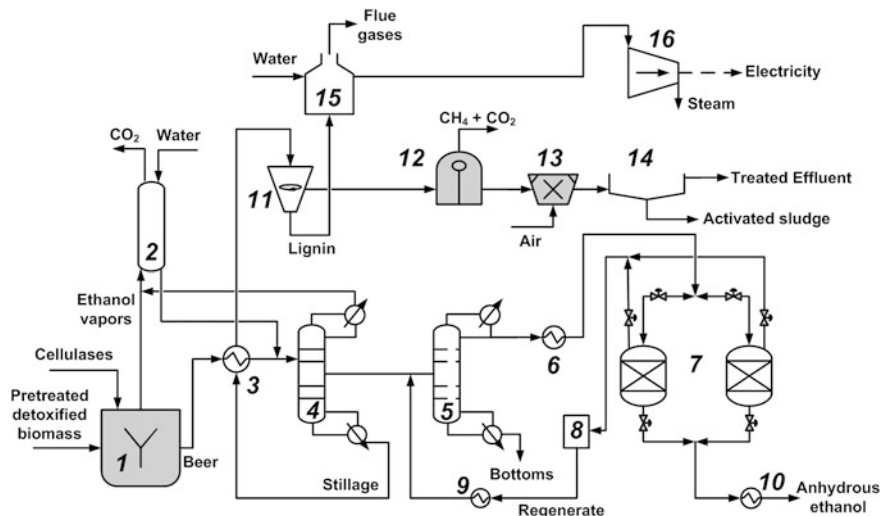 Flue
gases
16
Water
15
Electricity
Steam
CH₄ + CO₂
CO₂
Water
12
13
14
11
Treated Effluent
Lignin
Air
Activated sludge
2
Ethanol
vapors
Cellulases
3
6
7
Pretreated
detoxified
biomass
4
5
8
1
Beer
Stillage
Bottoms
9
Regenerate
10
Anhydrous
ethanol